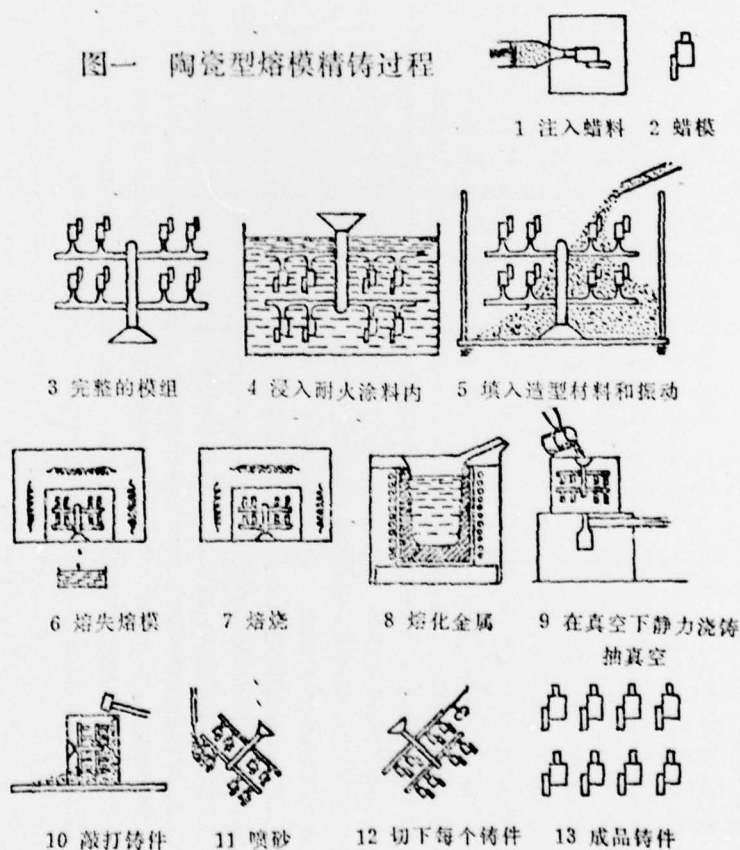 图一 陶瓷型熔模精铸过程
1 注入蜡料 2 蜡模
3 完整的模组 4 浸入耐火涂料内 5 填入造型材料和振动
6 熔失熔模 7 焙烧 8 熔化金属 9 在真空下静力浇铸
抽真空
10 敲打铸件 11 喷砂 12 切下每个铸件 13 成品铸件